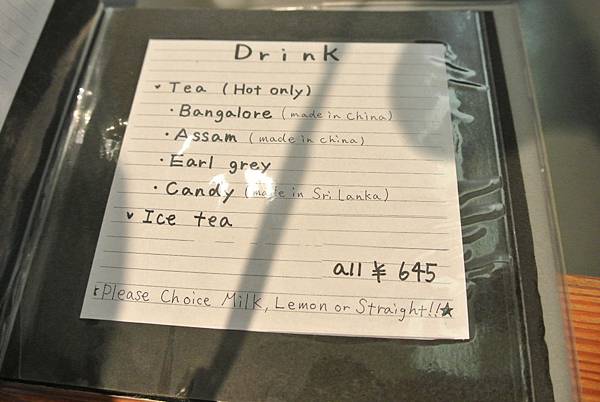 Drink
Tea (Hot only)
・Bangalore (made in China)
・Assam (made in china)
・Earl grey
・Candy (made in Sri Lanka)
Ice tea
all ¥ 645
Please Choice Milk, Lemon or Straight!!★